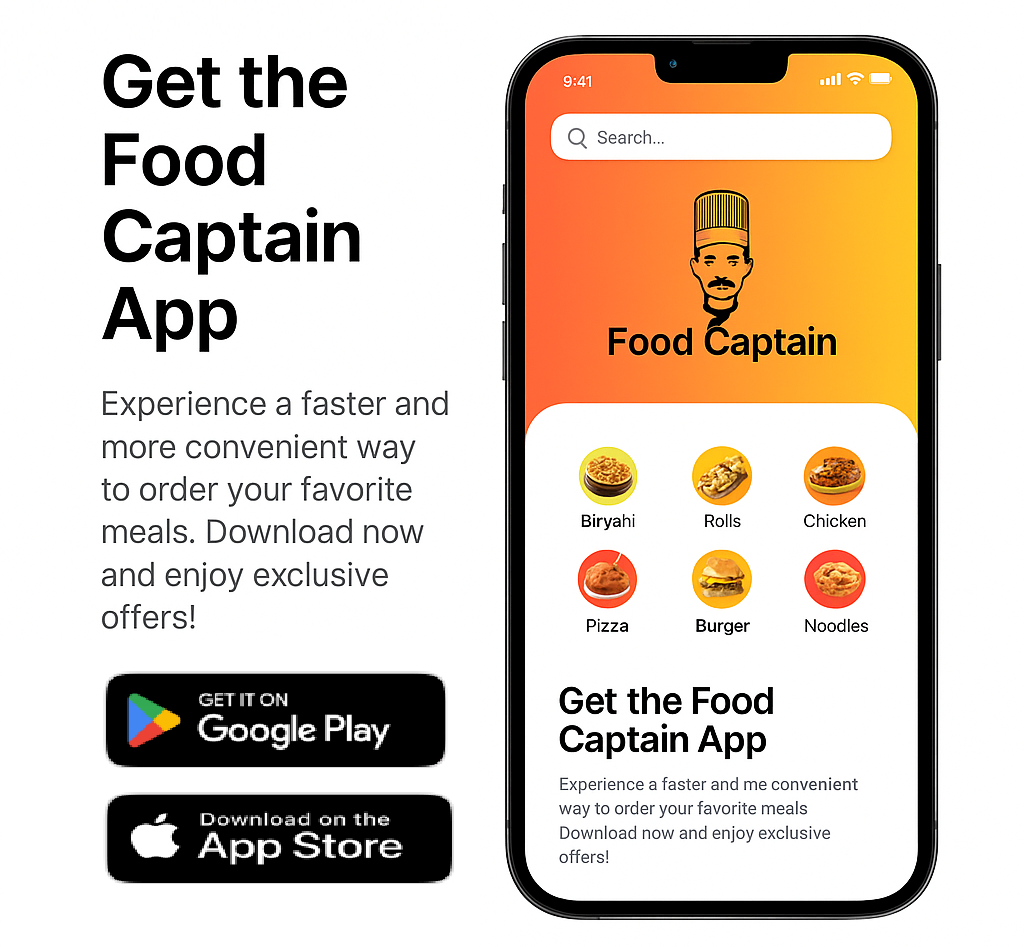 Get the
Food
Captain
App
Experience a faster and
more convenient way
to order your favorite
meals. Download now
and enjoy exclusive
offers!
GET IT ON
Google Play
Download on the
App Store
9:41
Search...
Food Captain
Biryahi
Rolls
Chicken
Pizza
Burger
Noodles
Get the Food
Captain App
Experience a faster and me convenient
way to order your favorite meals
Download now and enjoy exclusive
offers!